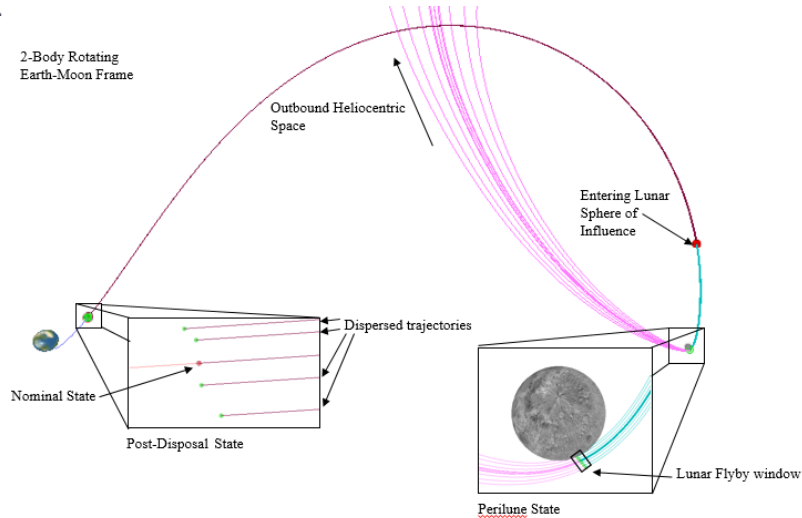 2-Body Rotating
Earth-Moon Frame
Outbound Heliocentric
Space
Entering Lunar
Sphere of
Influence
Dispersed trajectories
Nominal State
Post-Disposal State
Lunar Flyby window
Perilune State